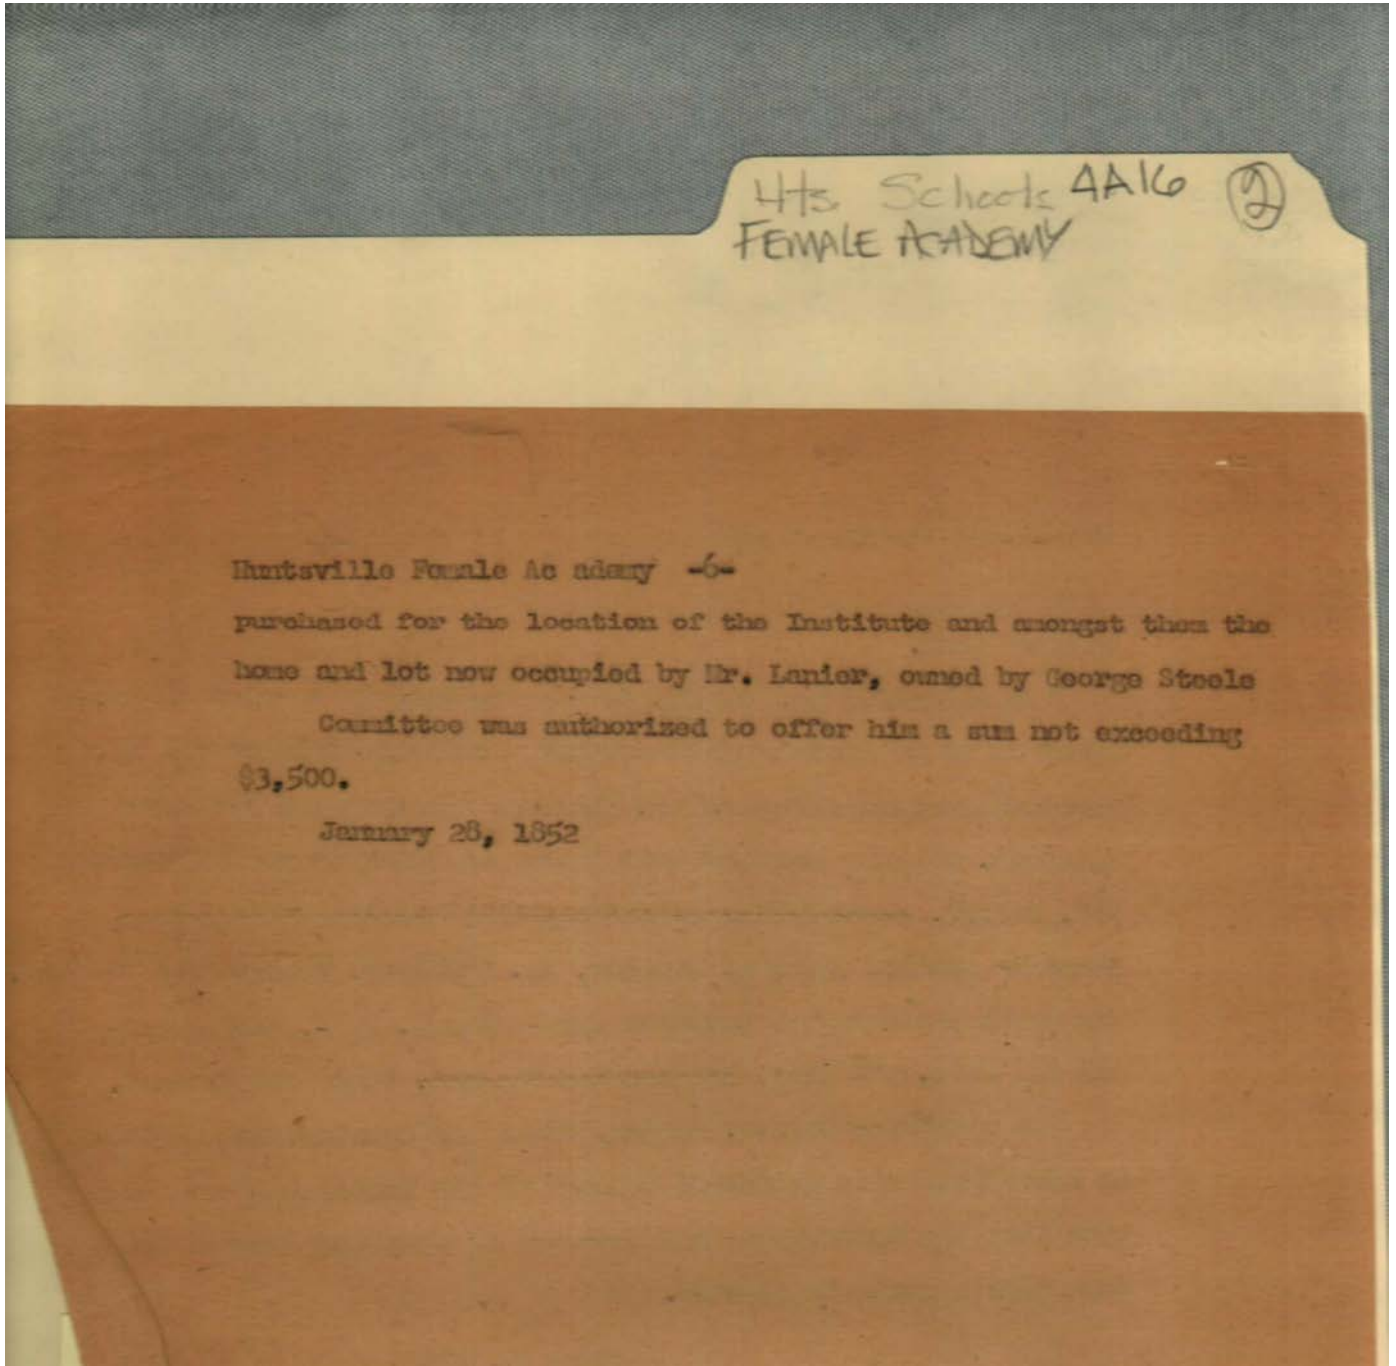 Hts Schools 4A16 2
FEMALE ACADEMY
Huntsville Female Ac ademy -6-
purchased for the location of the Institute and amongst them the
home and lot now occupied by Mr. Lanier, owned by George Steele
Committee was authorized to offer him a sum not exceeding
$3,500.
January 28, 1852